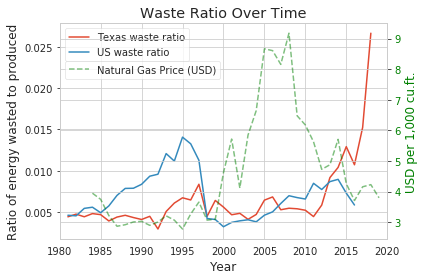 Waste Ratio Over Time
Texas waste ratio
US waste ratio
Natural Gas Price (USD)
Ratio of energy wasted to produced
0.025
0.020
0.015
0.010
0.005
9
8
7
6
5
4
3
USD per 1,000 cu.ft.
1980 1985 1990 1995 2000 2005 2010 2015 2020
Year